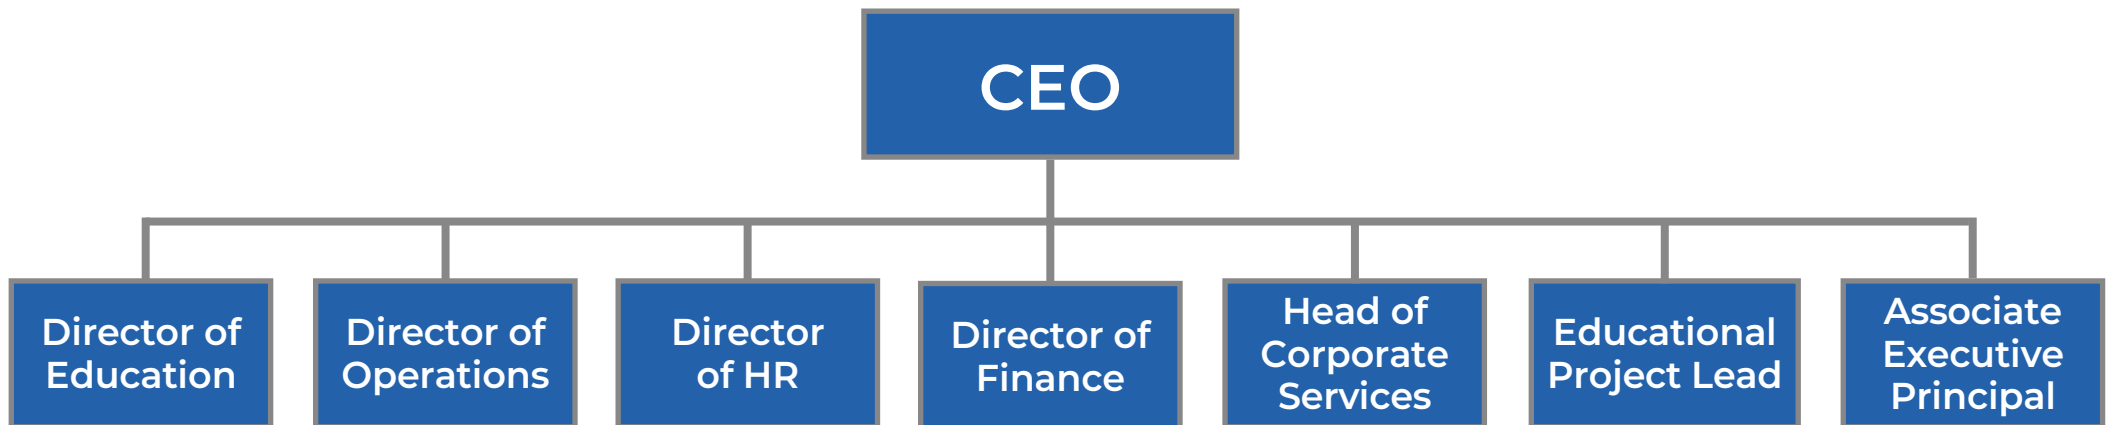 CEO
Director of
Education
Director of
Operations
Director
of HR
Director of
Finance
Head of
Corporate
Services
Educational
Project Lead
Associate
Executive
Principal